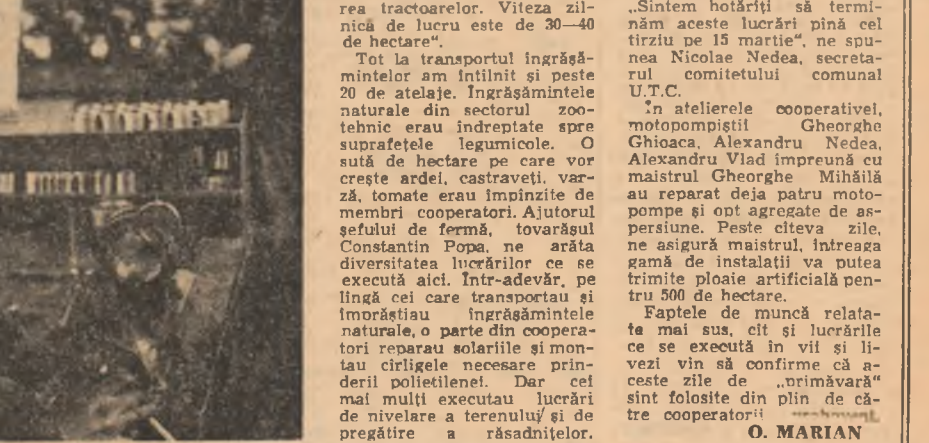 rea tractoarelor. Viteza zil-
nică de lucru este de 30—40
de hectare“.
Tot la transportul îngrășă-
mintelor am întîlnit și peste
20 de atelaje. Îngrășămintele
naturale din sectorul zoo-
tehnic erau îndreptate spre
suprafețele legumicole. O
sută de hectare pe care vor
crește ardei, castraveți, var-
ză, tomate erau împînzite de
membri cooperatori. Ajutorul
șefului de fermă, tovarășul
Constantin Popa, ne arăta
diversitatea lucrărilor ce se
execută aici. Într-adevăr, pe
lîngă cei care transportau și
împrăștiau îngrășămintele
naturale, o parte din coopera-
tori reparau solariile și mon-
tau cîrligele necesare prin-
derii polietilenei. Dar cei
mai mulți executau lucrări
de nivelare a terenului și de
pregătire a răsadnițelor.
„Sîntem hotărîți să termi-
năm aceste lucrări pînă cel
tîrziu pe 15 martie“, ne spu-
nea Nicolae Nedea, secreta-
rul comitetului comunal
U.T.C.
În atelierele cooperativei,
motopompiștii Gheorghe
Ghioaca, Alexandru Nedea,
Alexandru Vlad împreună cu
maistrul Gheorghe Mihăilă
au reparat deja patru moto-
pompe și opt agregate de as-
persiune. Peste cîteva zile,
ne asigură maistrul, întreaga
gamă de instalații va putea
trimite ploaie artificială pen-
tru 500 de hectare.
Faptele de muncă relata-
te mai sus, cît și lucrările
ce se execută în vii și li-
vezi vin să confirme că a-
ceste zile de „primăvară“
sînt folosite din plin de că-
tre cooperatorii
O. MARIAN